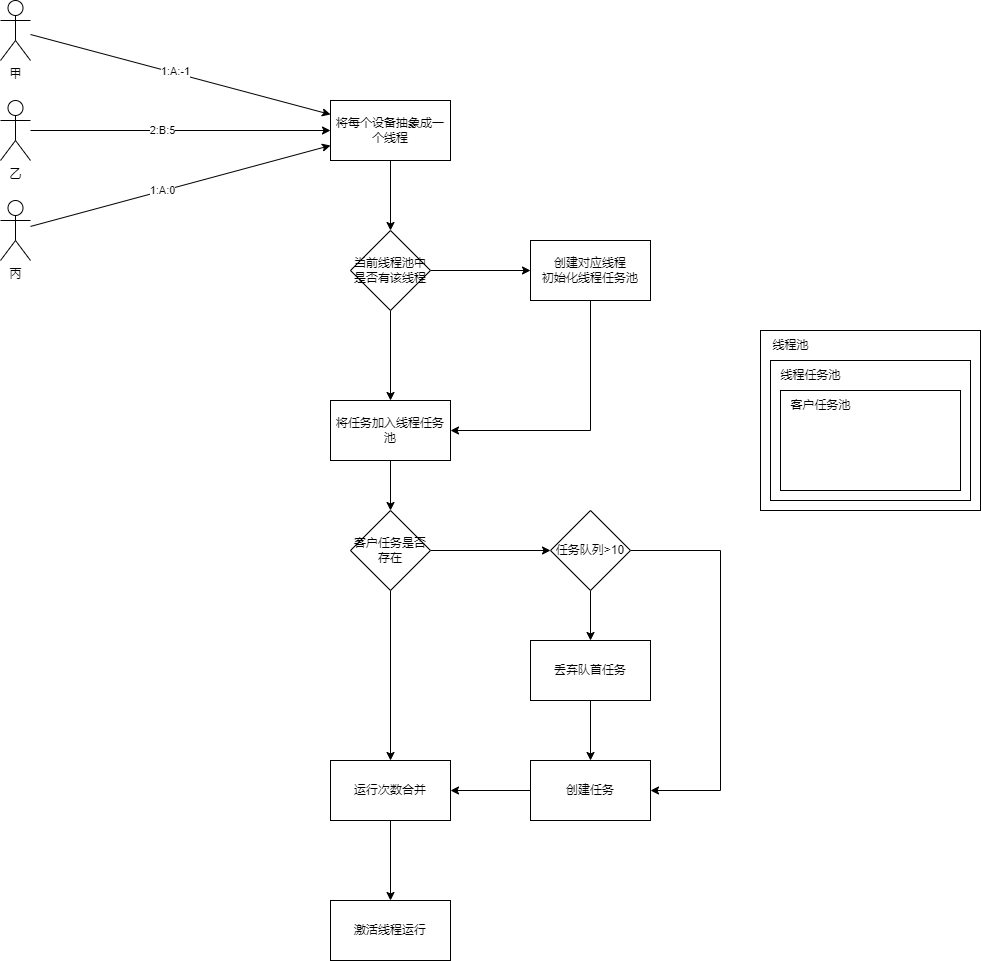 1:A:-1
甲
将每个设备抽象成一
个线程
2:B:5
乙
1:A:0
丙
当前线程池中
是否有该线程
创建对应线程
初始化线程任务池
线程池
线程任务池
客户任务池
将任务加入线程任务
池
客户任务是否
存在
任务队列>10
丢弃队首任务
运行次数合并
创建任务
激活线程运行